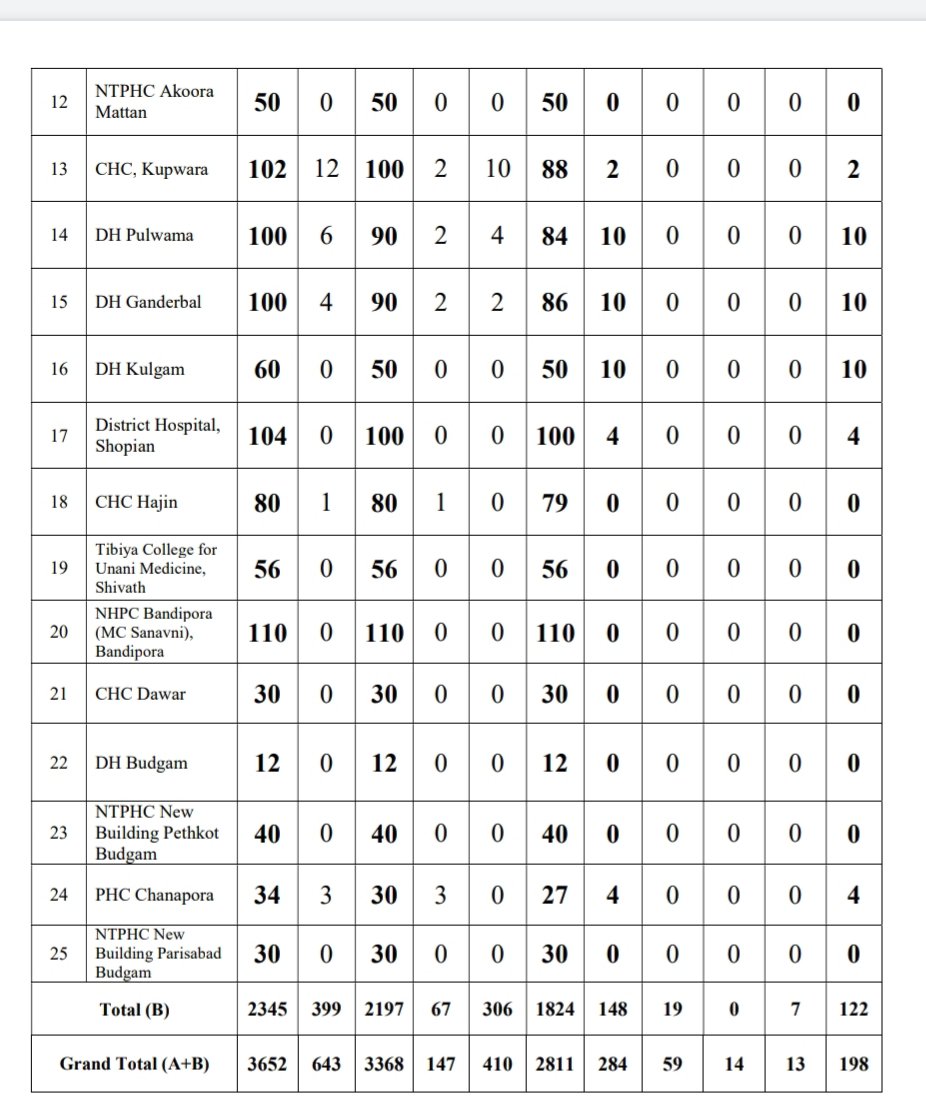 12 NTPHC Akoora Mattan 50 0 50 0 0 50 0 0 0 0 0
13 CHC, Kupwara 102 12 100 2 10 88 2 0 0 0 2
14 DH Pulwama 100 6 90 2 4 84 10 0 0 0 10
15 DH Ganderbal 100 4 90 2 2 86 10 0 0 0 10
16 DH Kulgam 60 0 50 0 0 50 10 0 0 0 10
17 District Hospital, Shopian 104 0 100 0 0 100 4 0 0 0 4
18 CHC Hajin 80 1 80 1 0 79 0 0 0 0 0
19 Tibiya College for Unani Medicine, Shivath 56 0 56 0 0 56 0 0 0 0 0
20 NHPC Bandipora (MC Sanavni), Bandipora 110 0 110 0 0 110 0 0 0 0 0
21 CHC Dawar 30 0 30 0 0 30 0 0 0 0 0
22 DH Budgam 12 0 12 0 0 12 0 0 0 0 0
23 NTPHC New Building Pethkot Budgam 40 0 40 0 0 40 0 0 0 0 0
24 PHC Chanapora 34 3 30 3 0 27 4 0 0 0 4
25 NTPHC New Building Parisabad Budgam 30 0 30 0 0 30 0 0 0 0 0
Total (B) 2345 399 2197 67 306 1824 148 19 0 7 122
Grand Total (A+B) 3652 643 3368 147 410 2811 284 59 14 13 198